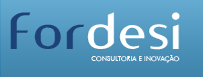 Fordesi
CONSULTORIA E INOVAÇÃO